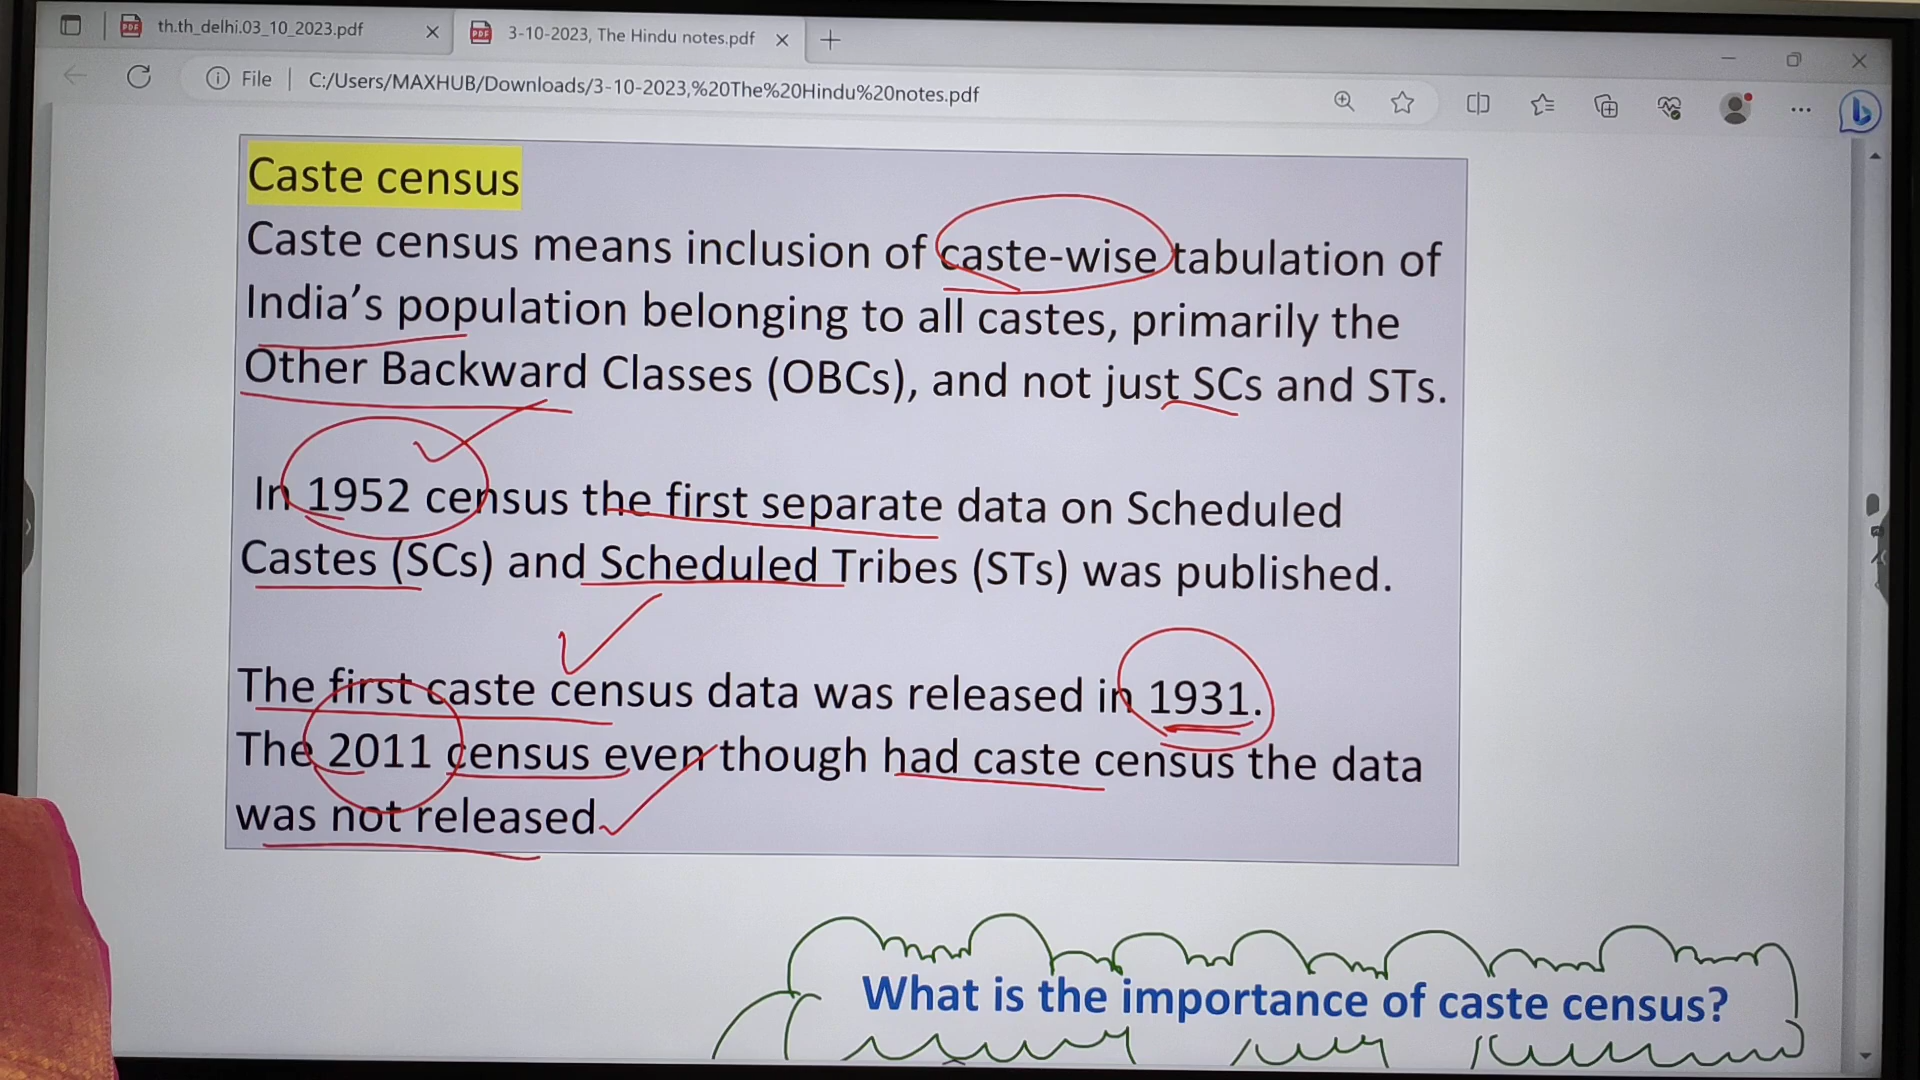 th.th_delhi.03_10_2023.pdf
3-10-2023, The Hindu notes.pdf
File
C:/Users/MAXHUB/Downloads/3-10-2023,%20The%20Hindu%20notes.pdf
Caste census
Caste census means inclusion of caste-wise tabulation of
India’s population belonging to all castes, primarily the
Other Backward Classes (OBCs), and not just SCs and STs.
In 1952 census the first separate data on Scheduled
Castes (SCs) and Scheduled Tribes (STs) was published.
The first caste census data was released in 1931.
The 2011 census even though had caste census the data
was not released.
What is the importance of caste census?